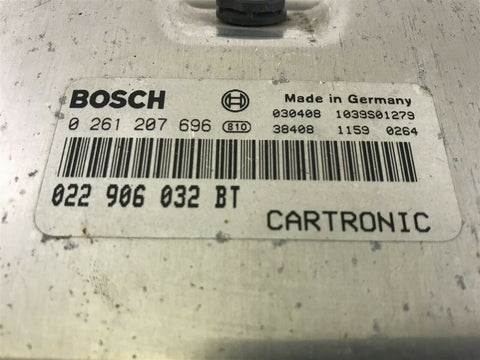 BOSCH
Made in Germany
030408 1039S01279
0 261 207 696 810
38408 1159 0264
022 906 032 BT
CARTRONIC